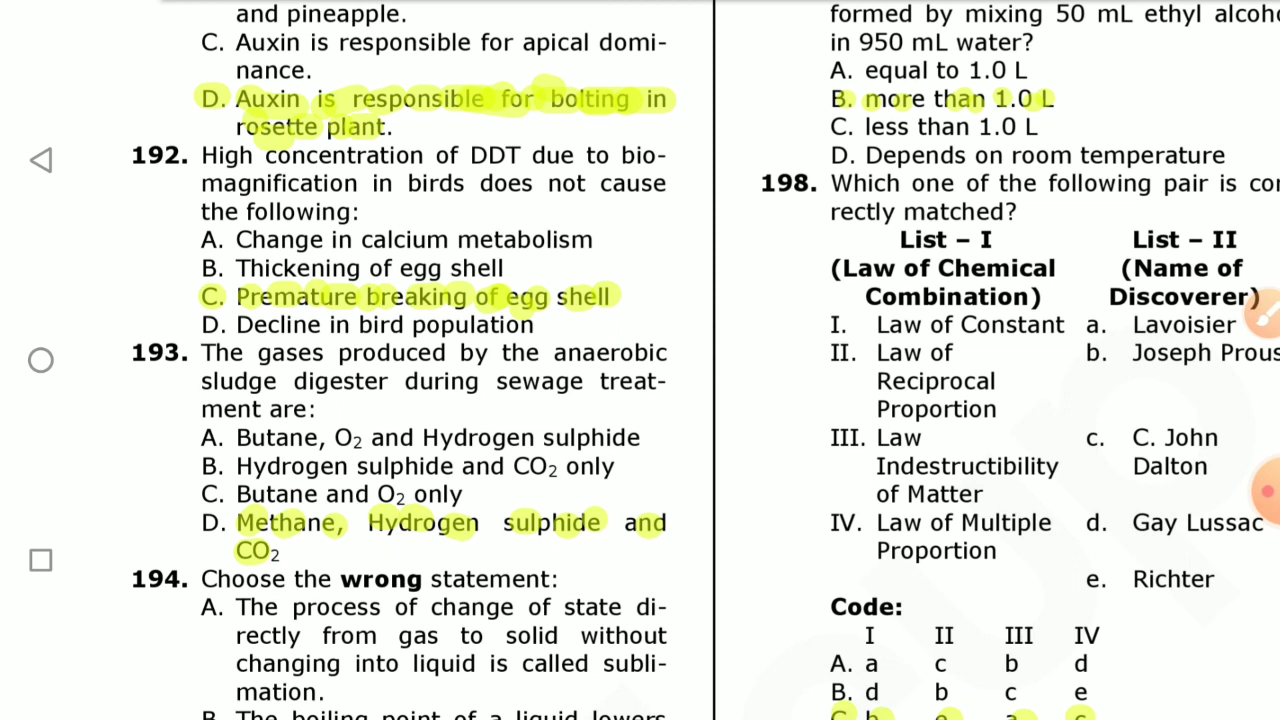 and pineapple.
C. Auxin is responsible for apical domi-
nance.
D. Auxin is responsible for bolting in
rosette plant.
192. High concentration of DDT due to bio-
magnification in birds does not cause
the following:
A. Change in calcium metabolism
B. Thickening of egg shell
C. Premature breaking of egg shell
D. Decline in bird population
193. The gases produced by the anaerobic
sludge digester during sewage treat-
ment are:
A. Butane, O₂ and Hydrogen sulphide
B. Hydrogen sulphide and CO₂ only
C. Butane and O₂ only
D. Methane, Hydrogen sulphide and
CO₂
194. Choose the wrong statement:
A. The process of change of state di-
rectly from gas to solid without
changing into liquid is called subli-
mation.
B. The boiling point of a liquid lowers
formed by mixing 50 mL ethyl alcoh
in 950 mL water?
A. equal to 1.0 L
B. more than 1.0 L
C. less than 1.0 L
D. Depends on room temperature
198. Which one of the following pair is cor
rectly matched?
List – I List – II
(Law of Chemical (Name of
Combination) Discoverer)
I. Law of Constant a. Lavoisier
II. Law of b. Joseph Prous
Reciprocal
Proportion
III. Law c. C. John
Indestructibility Dalton
of Matter
IV. Law of Multiple d. Gay Lussac
Proportion
e. Richter
Code:
I II III IV
A. a c b d
B. d b c e
C. b e a c